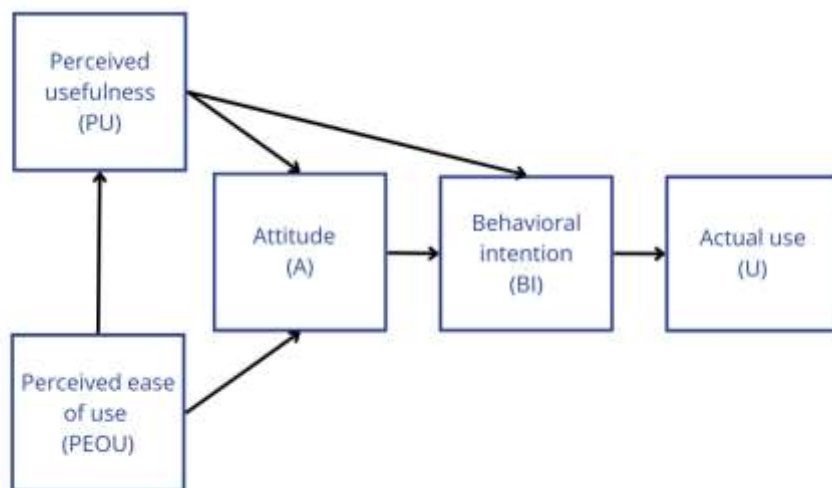 Perceived
usefulness
(PU)
Attitude
(A)
Behavioral
intention
(BI)
Actual use
(U)
Perceived ease
of use
(PEOU)